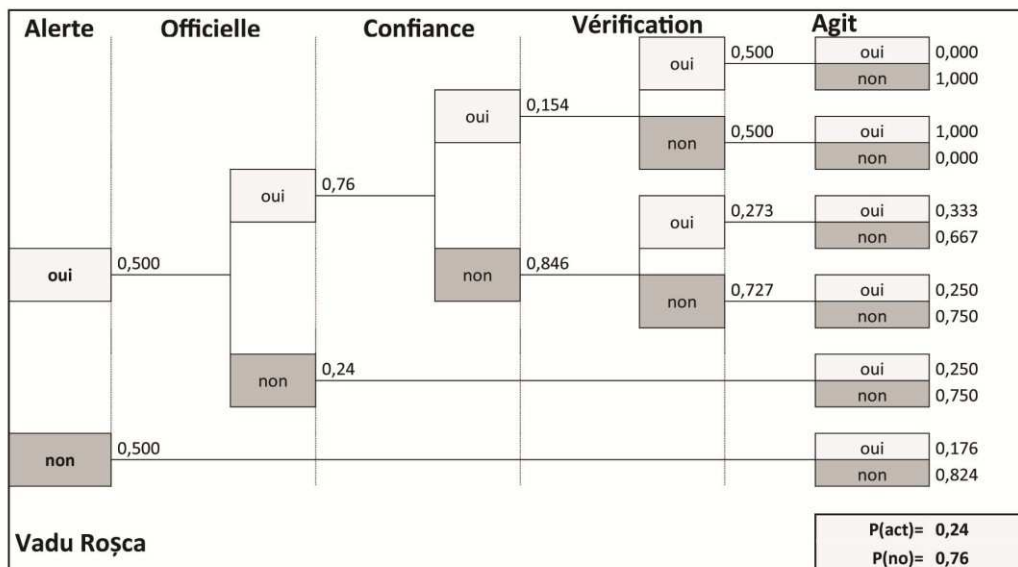 Alerte Officielle Confiance Vérification Agit
oui 0,500 oui 0,000
non 1,000
oui 0,154
non 0,500 oui 1,000
non 0,000
oui 0,76
oui 0,273 oui 0,333
non 0,667
oui 0,500
non 0,846
non 0,727 oui 0,250
non 0,750
non 0,24 oui 0,250
non 0,750
non 0,500 oui 0,176
non 0,824
P(act)= 0,24
Vadu Roșca
P(no)= 0,76